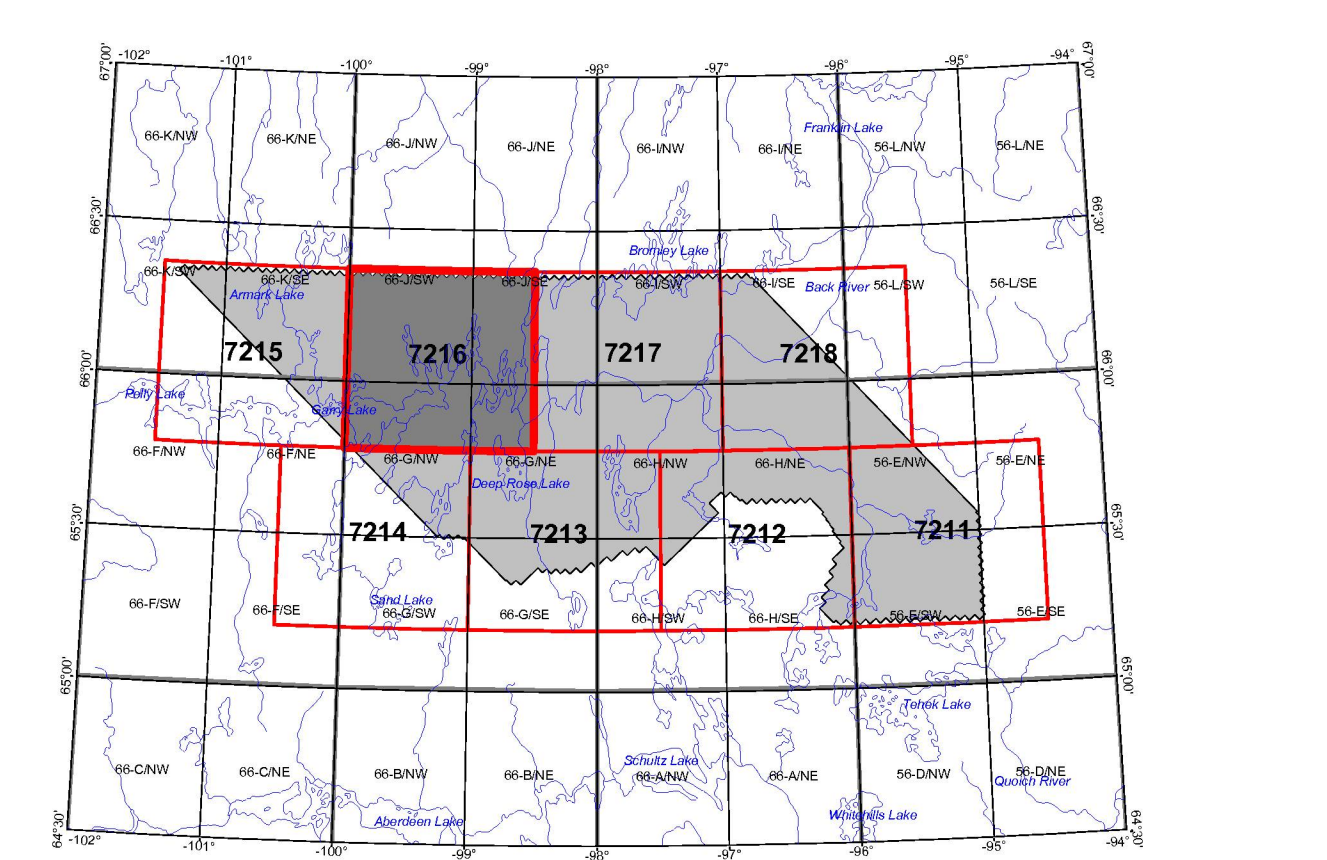 -102° -101° -100° -99° -98° -97° -96° -95° -94°
67°00' 67°00'
Franklin Lake
66-K/NW 66-K/NE 66-J/NW 66-J/NE 66-I/NW 66-I/NE 56-L/NW 56-L/NE
66°30' 66°30'
Bromley Lake
66-K/SW 66-K/SE 66-J/SW 66-J/SE 66-I/SW 66-I/SE Back River 56-L/SW 56-L/SE
Armark Lake
7215 7216 7217 7218
66°00' 66°00'
Pelly Lake Garry Lake
66-F/NW 66-F/NE 66-G/NW 66-G/NE 66-H/NW 66-H/NE 56-E/NW 56-E/NE
Deep Rose Lake
65°30' 7214 7213 7212 7211 65°30'
Sand Lake
66-F/SW 66-F/SE 66-G/SW 66-G/SE 66-H/SW 66-H/SE 56-E/SW 56-E/SE
65°00' 65°00'
Tehek Lake
Schultz Lake
66-C/NW 66-C/NE 66-B/NW 66-B/NE 66-A/NW 66-A/NE 56-D/NW 56-D/NE
Quoich River
Aberdeen Lake Whitehills Lake
64°30' 64°30'
-102° -101° -100° -99° -98° -97° -96° -95° -94°